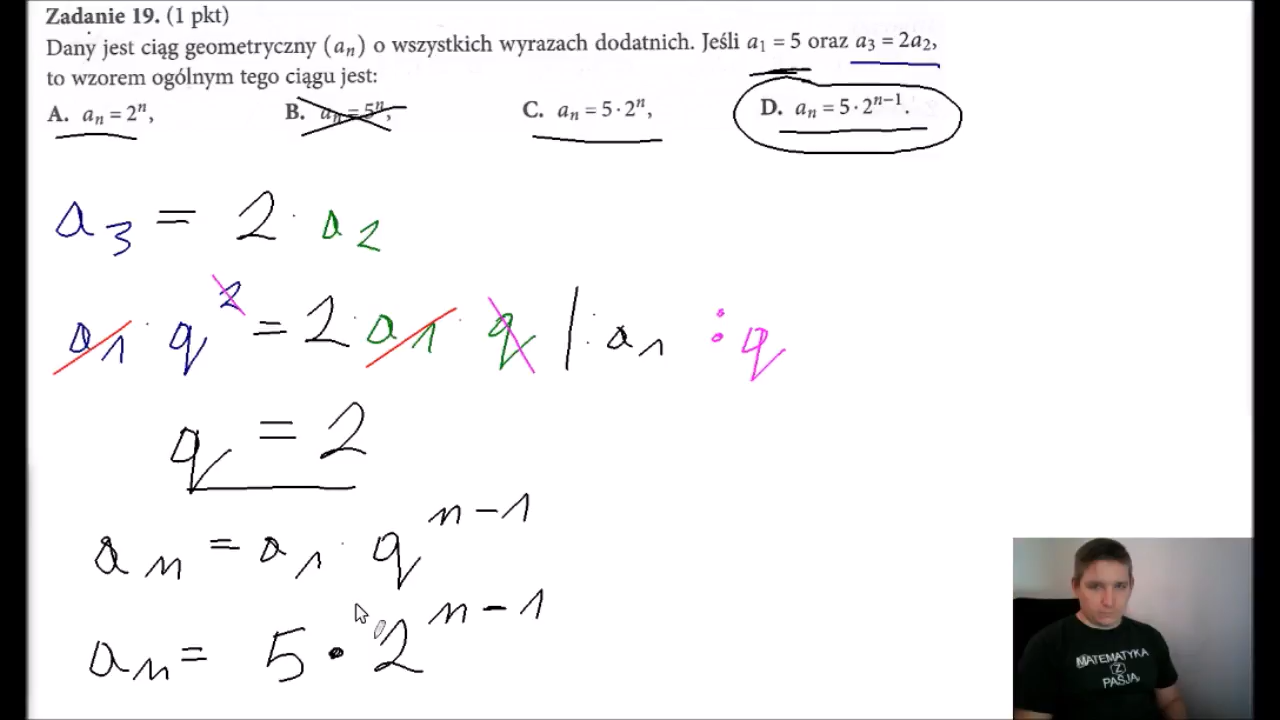 Zadanie 19. (1 pkt)
Dany jest ciąg geometryczny (aₙ) o wszystkich wyrazach dodatnich. Jeśli a₁ = 5 oraz a₃ = 2a₂,
to wzorem ogólnym tego ciągu jest:
A. aₙ = 2ⁿ, B. aₙ = 5ⁿ, C. aₙ = 5·2ⁿ, D. aₙ = 5·2ⁿ⁻¹.
a₃ = 2·a₂
a₁·q² = 2·a₁·q |:a₁ :q
q = 2
aₙ = a₁·qⁿ⁻¹
aₙ = 5·2ⁿ⁻¹
MATEMATYKA
Z
PASJĄ